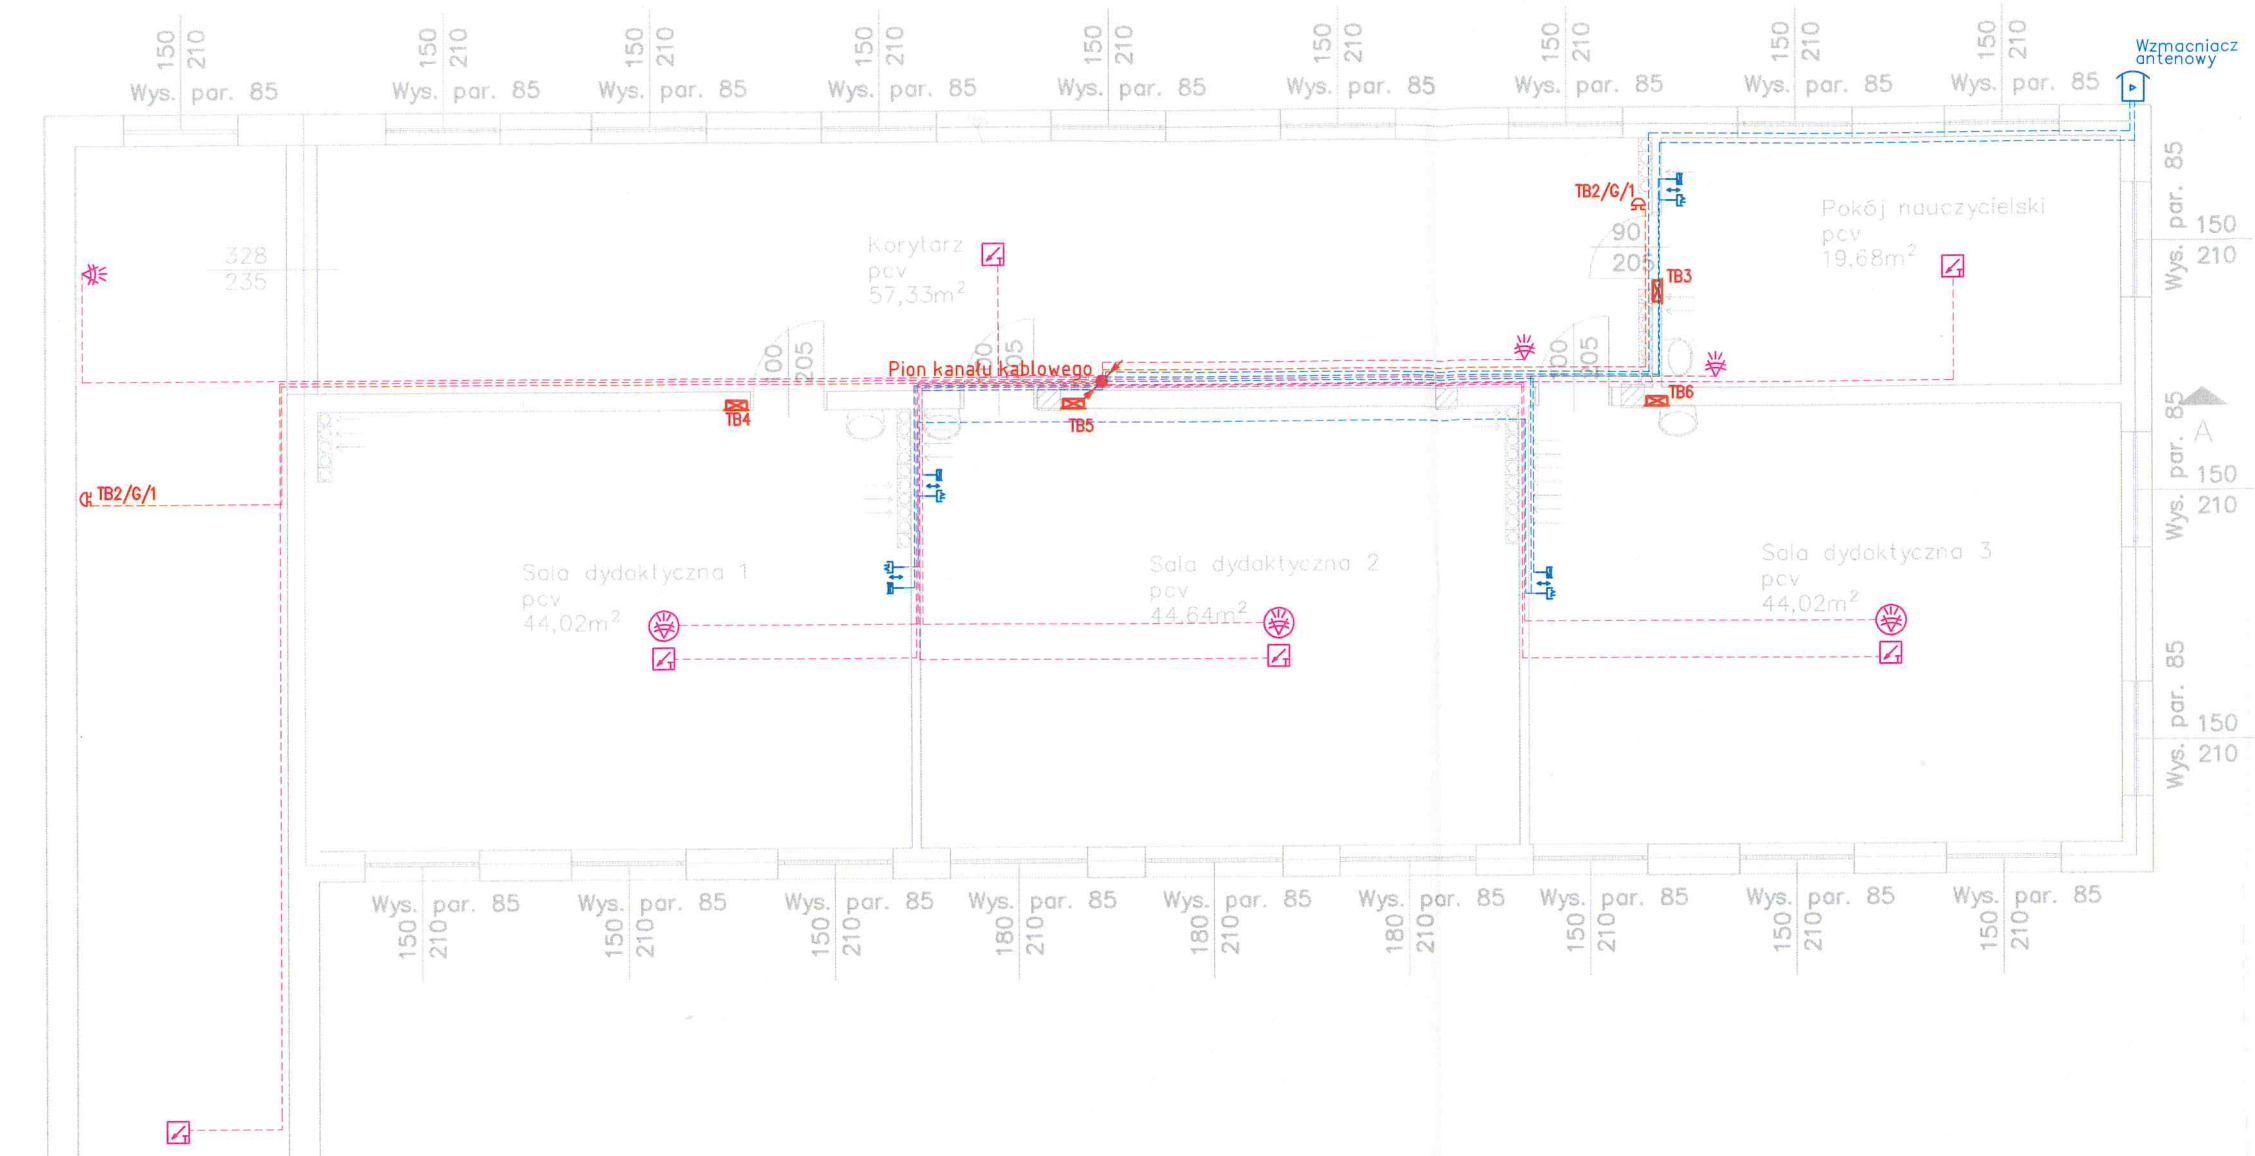 150
210
150
210
150
210
150
210
150
210
150
210
150
210
150
210
150
210
Wzmacniacz
antenowy
Wys. par. 85
Wys. par. 85
Wys. par. 85
Wys. par. 85
Wys. par. 85
Wys. par. 85
Wys. par. 85
Wys. par. 85
Wys. par. 85
TB2/G/1
Pokój nauczycielski
pcv
19,68m²
Wys. par. 85
150
210
90
205
328
235
Korytarz
pcv
57,33m²
TB3
00
205
00
05
00
205
Pion kanału kablowego
TB4
TB5
TB6
Wys. par. 85
150
210
A
TB2/G/1
Sala dydaktyczna 1
pcv
44,02m²
Sala dydaktyczna 2
pcv
44,64m²
Sala dydaktyczna 3
pcv
44,02m²
Wys. par. 85
150
210
Wys. par. 85
Wys. par. 85
Wys. par. 85
Wys. par. 85
Wys. par. 85
Wys. par. 85
Wys. par. 85
Wys. par. 85
Wys. par. 85
150
210
150
210
150
210
180
210
180
210
180
210
150
210
150
210
150
210